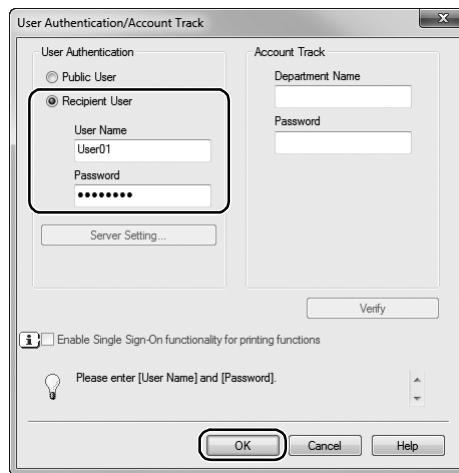 User Authentication/Account Track
User Authentication
Public User
Recipient User
User Name
User01
Password
••••••••
Server Setting...
Account Track
Department Name
Password
Verify
Enable Single Sign-On functionality for printing functions
Please enter [User Name] and [Password].
OK
Cancel
Help